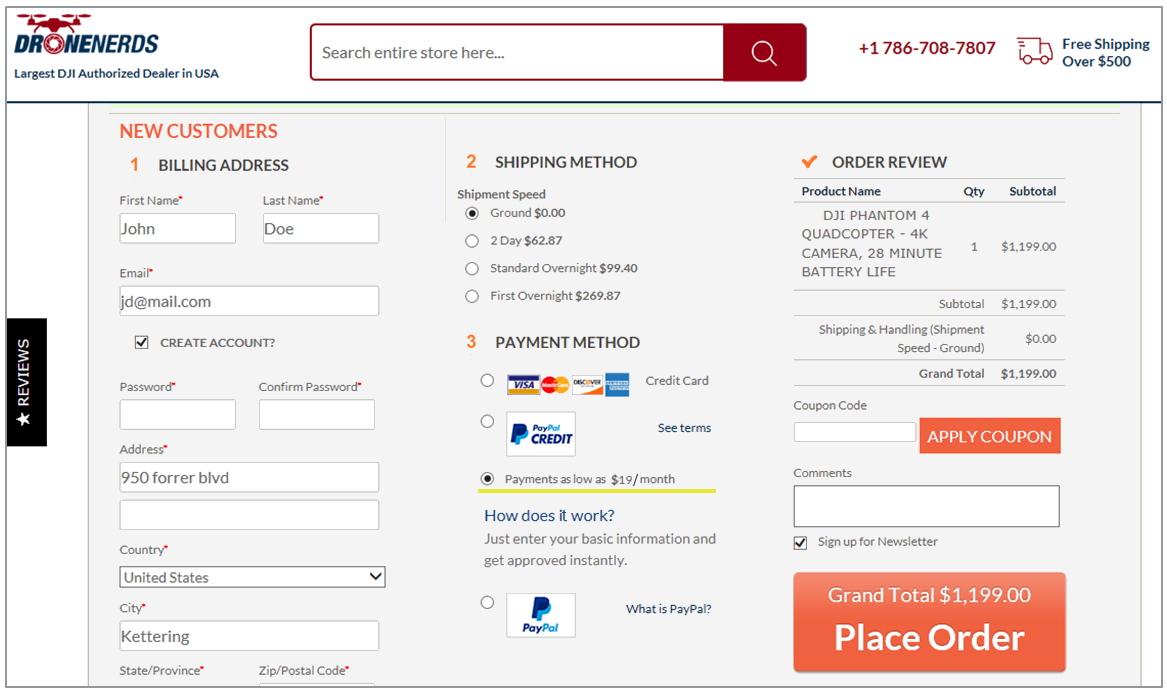 DRONENERDS
Largest DJI Authorized Dealer in USA
Search entire store here...
+1 786-708-7807
Free Shipping
Over $500
★ REVIEWS
NEW CUSTOMERS
1 BILLING ADDRESS
First Name* Last Name*
John Doe
Email*
jd@mail.com
CREATE ACCOUNT?
Password* Confirm Password*
Address*
950 forrer blvd
Country*
United States
City*
Kettering
State/Province* Zip/Postal Code*
2 SHIPPING METHOD
Shipment Speed
Ground $0.00
2 Day $62.87
Standard Overnight $99.40
First Overnight $269.87
3 PAYMENT METHOD
VISA MasterCard DISCOVER Credit Card
PayPal
CREDIT See terms
Payments as low as $19/month
How does it work?
Just enter your basic information and
get approved instantly.
PayPal What is PayPal?
ORDER REVIEW
Product Name Qty Subtotal
DJI PHANTOM 4
QUADCOPTER - 4K
CAMERA, 28 MINUTE
BATTERY LIFE
1 $1,199.00
Subtotal $1,199.00
Shipping & Handling (Shipment
Speed - Ground) $0.00
Grand Total $1,199.00
Coupon Code
APPLY COUPON
Comments
Sign up for Newsletter
Grand Total $1,199.00
Place Order